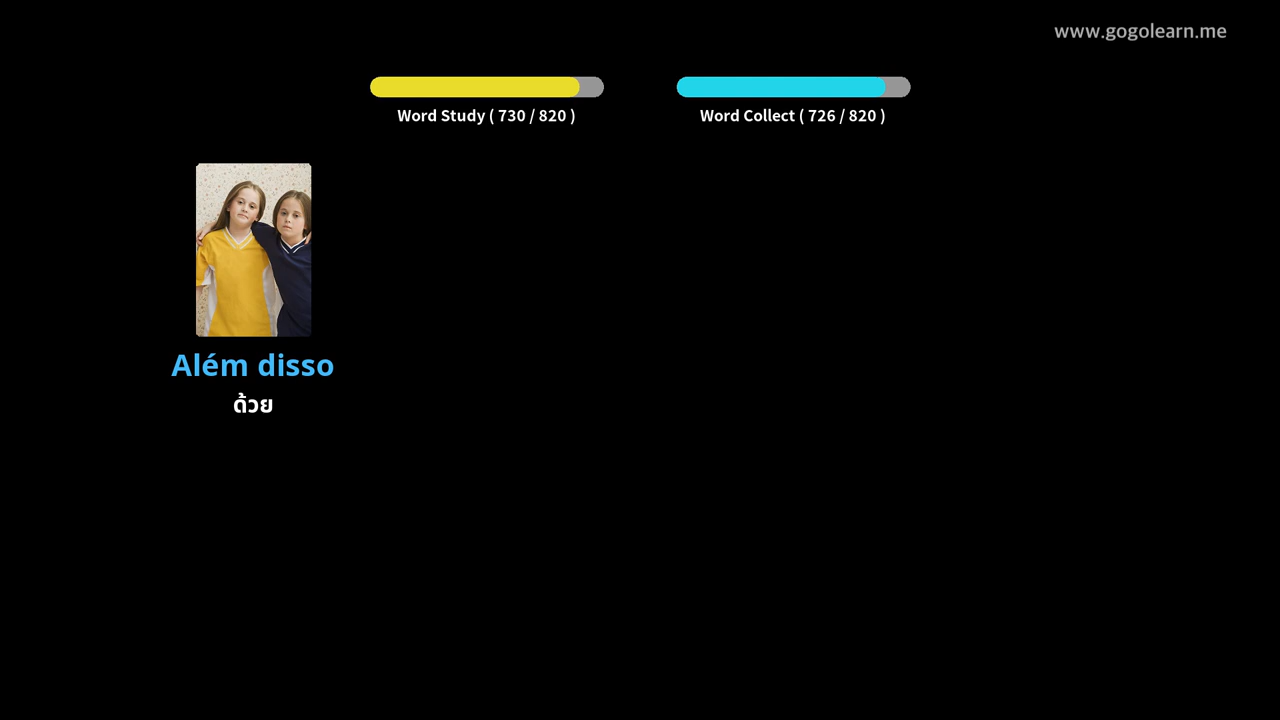 www.gogolearn.me
Word Study ( 730 / 820 )
Word Collect ( 726 / 820 )
Além disso
ด้วย